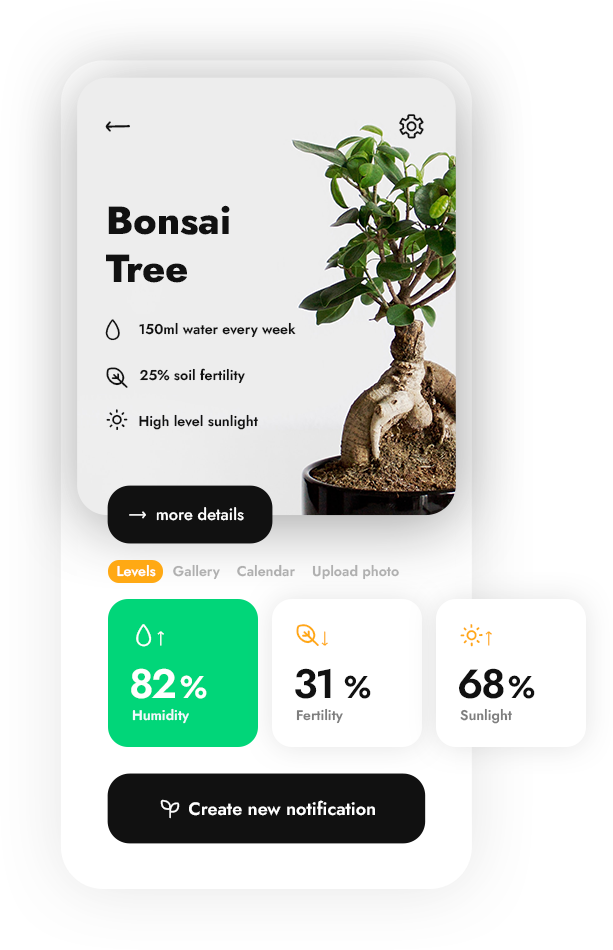 Bonsai
Tree
150ml water every week
25% soil fertility
High level sunlight
→ more details
Levels Gallery Calendar Upload photo
82% 31 % 68%
Humidity Fertility Sunlight
Create new notification